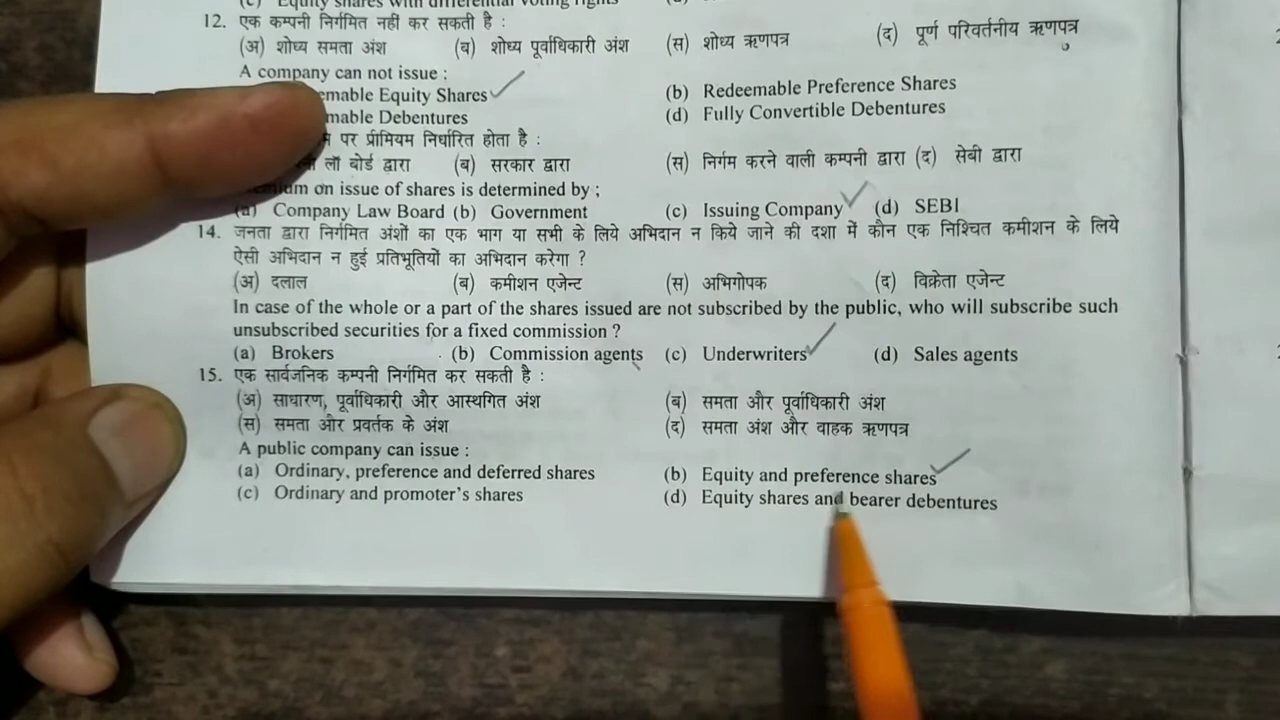 (c) Equity shares with differential voting rights
12. एक कम्पनी निर्गमित नहीं कर सकती है :
(अ) शोध्य समता अंश (ब) शोध्य पूर्वाधिकारी अंश (स) शोध्य ऋणपत्र (द) पूर्ण परिवर्तनीय ऋणपत्र
A company can not issue :
emable Equity Shares (b) Redeemable Preference Shares
mable Debentures (d) Fully Convertible Debentures
पर प्रीमियम निर्धारित होता है :
लॉ बोर्ड द्वारा (ब) सरकार द्वारा (स) निर्गम करने वाली कम्पनी द्वारा (द) सेबी द्वारा
on issue of shares is determined by ;
(a) Company Law Board (b) Government (c) Issuing Company (d) SEBI
14. जनता द्वारा निर्गमित अंशों का एक भाग या सभी के लिये अभिदान न किये जाने की दशा में कौन एक निश्चित कमीशन के लिये
ऐसी अभिदान न हुई प्रतिभूतियों का अभिदान करेगा ?
(अ) दलाल (ब) कमीशन एजेन्ट (स) अभिगोपक (द) विक्रेता एजेन्ट
In case of the whole or a part of the shares issued are not subscribed by the public, who will subscribe such
unsubscribed securities for a fixed commission ?
(a) Brokers (b) Commission agents (c) Underwriters (d) Sales agents
15. एक सार्वजनिक कम्पनी निर्गमित कर सकती है :
(अ) साधारण, पूर्वाधिकारी और आस्थगित अंश (ब) समता और पूर्वाधिकारी अंश
(स) समता और प्रवर्तक के अंश (द) समता अंश और वाहक ऋणपत्र
A public company can issue :
(a) Ordinary, preference and deferred shares (b) Equity and preference shares
(c) Ordinary and promoter's shares (d) Equity shares and bearer debentures